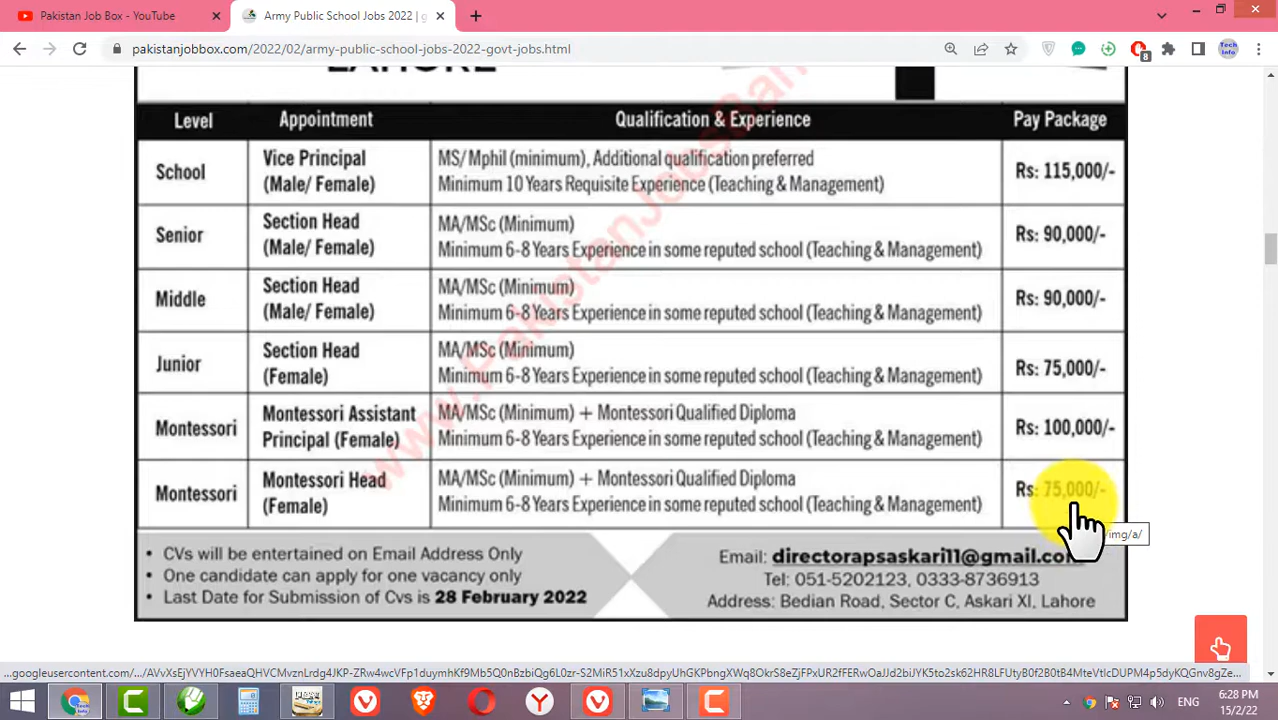 Pakistan Job Box - YouTube
Army Public School Jobs 2022 | g
pakistanjobbox.com/2022/02/army-public-school-jobs-2022-govt-jobs.html
Tech Info
8
LAHORE
Level Appointment Qualification & Experience Pay Package
School Vice Principal (Male/ Female) MS/ Mphil (minimum), Additional qualification preferred Rs: 115,000/-
Minimum 10 Years Requisite Experience (Teaching & Management)
Senior Section Head (Male/ Female) MA/MSc (Minimum) Rs: 90,000/-
Minimum 6-8 Years Experience in some reputed school (Teaching & Management)
Middle Section Head (Male/ Female) MA/MSc (Minimum) Rs: 90,000/-
Minimum 6-8 Years Experience in some reputed school (Teaching & Management)
Junior Section Head (Female) MA/MSc (Minimum) Rs: 75,000/-
Minimum 6-8 Years Experience in some reputed school (Teaching & Management)
Montessori Montessori Assistant Principal (Female) MA/MSc (Minimum) + Montessori Qualified Diploma Rs: 100,000/-
Minimum 6-8 Years Experience in some reputed school (Teaching & Management)
Montessori Montessori Head (Female) MA/MSc (Minimum) + Montessori Qualified Diploma Rs: 75,000/-
Minimum 6-8 Years Experience in some reputed school (Teaching & Management)
/img/a/
• CVs will be entertained on Email Address Only
• One candidate can apply for one vacancy only
• Last Date for Submission of Cvs is 28 February 2022
Email: directorapsaskari11@gmail.com
Tel: 051-5202123, 0333-8736913
Address: Bedian Road, Sector C, Askari XI, Lahore
6:28 PM
15/2/22